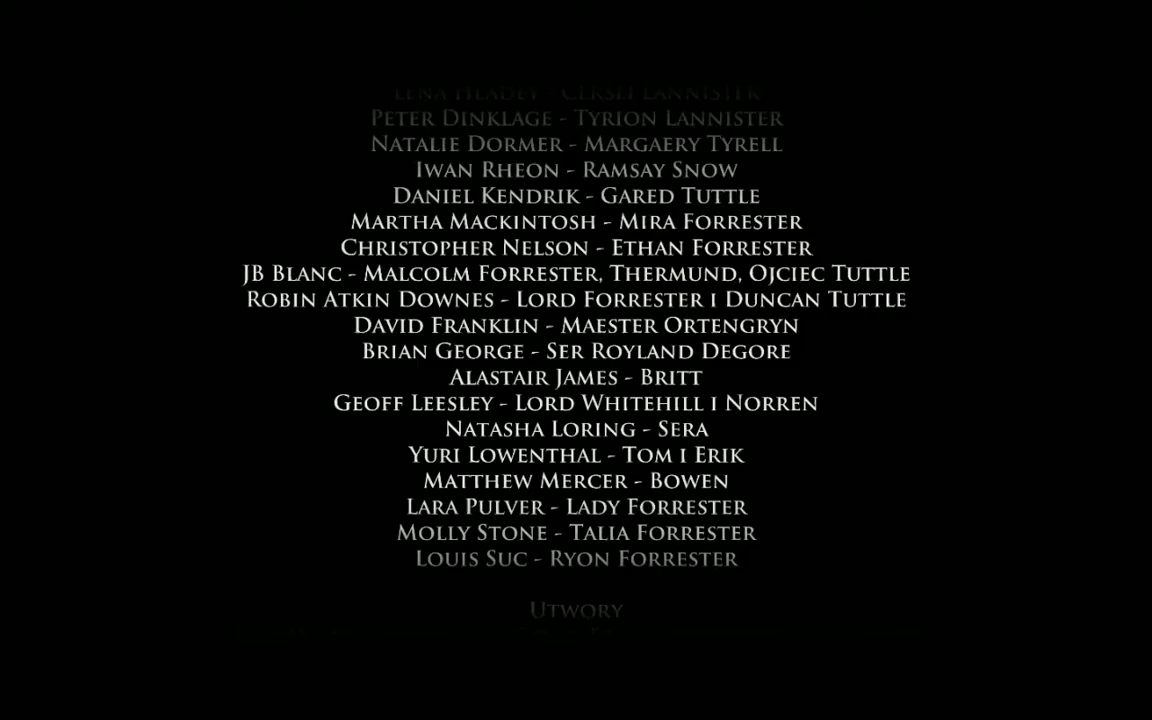 Lena Headey - Cersei Lannister
Peter Dinklage - Tyrion Lannister
Natalie Dormer - Margaery Tyrell
Iwan Rheon - Ramsay Snow
Daniel Kendrik - Gared Tuttle
Martha Mackintosh - Mira Forrester
Christopher Nelson - Ethan Forrester
JB Blanc - Malcolm Forrester, Thermund, Ojciec Tuttle
Robin Atkin Downes - Lord Forrester i Duncan Tuttle
David Franklin - Maester Ortengryn
Brian George - Ser Royland Degore
Alastair James - Britt
Geoff Leesley - Lord Whitehill i Norren
Natasha Loring - Sera
Yuri Lowenthal - Tom i Erik
Matthew Mercer - Bowen
Lara Pulver - Lady Forrester
Molly Stone - Talia Forrester
Louis Suc - Ryon Forrester
Utwory